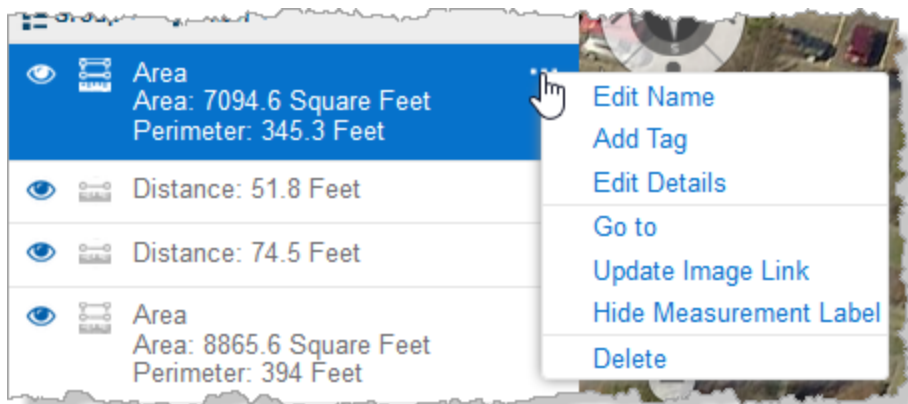 Area
Area: 7094.6 Square Feet
Perimeter: 345.3 Feet
Distance: 51.8 Feet
Distance: 74.5 Feet
Area
Area: 8865.6 Square Feet
Perimeter: 394 Feet
S
Edit Name
Add Tag
Edit Details
Go to
Update Image Link
Hide Measurement Label
Delete